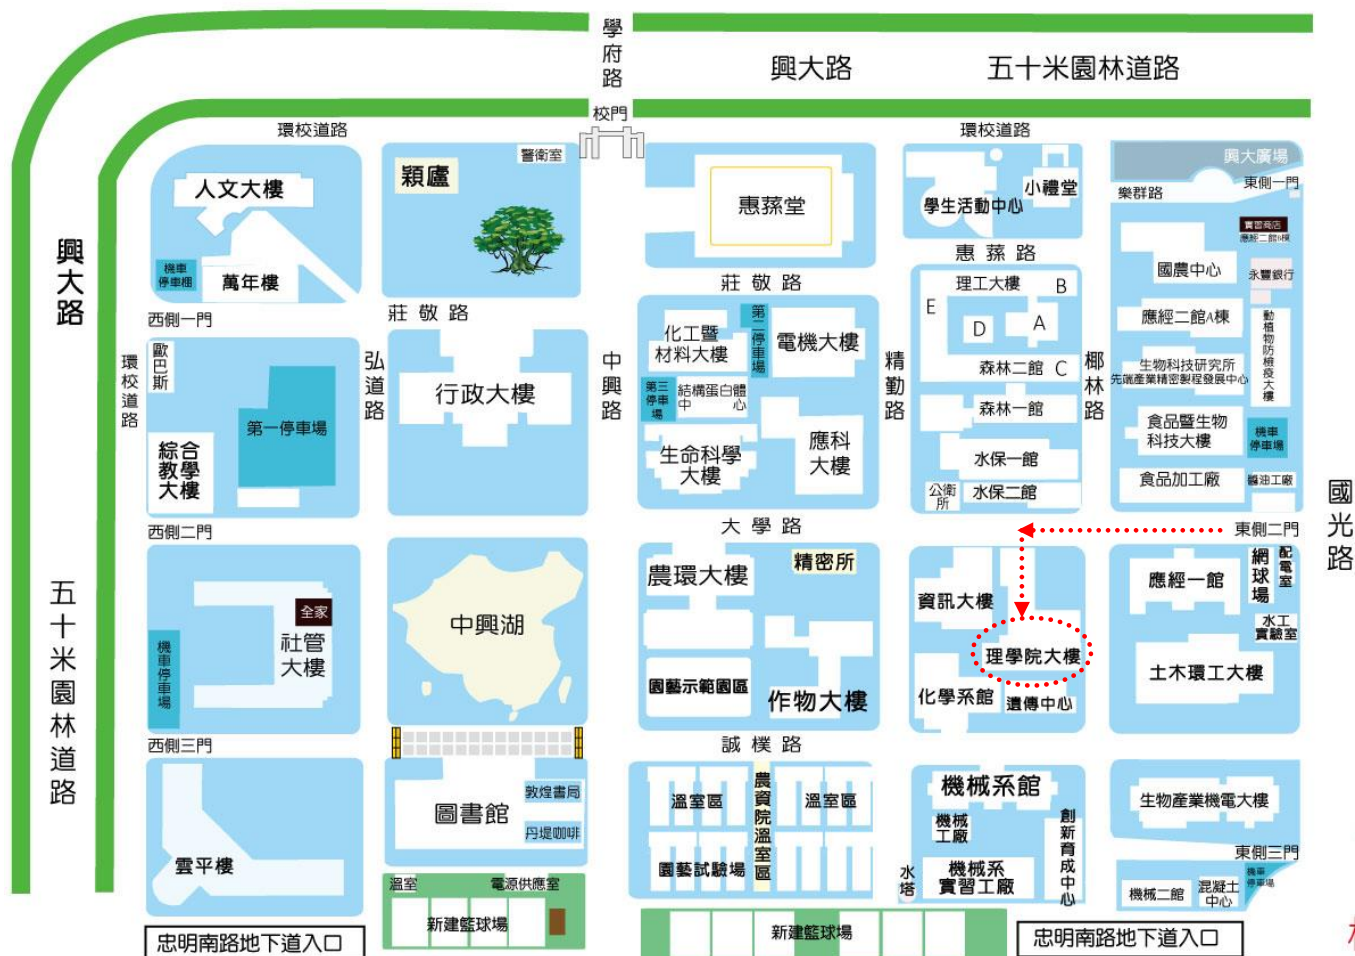 學府路
興大路
五十米園林道路
校門
環校道路
環校道路
警衛室
穎廬
人文大樓
機車
停車棚
萬年樓
惠蓀堂
學生活動中心
小禮堂
興大廣場
東側一門
樂群路
實習商店
應經二館B棟
國農中心
永豐銀行
惠蓀路
興大路
西側一門
莊敬路
莊敬路
理工大樓
B
E
D
A
森林二館
C
應經二館A棟
動植物防檢疫大樓
歐巴斯
環校道路
弘道路
行政大樓
中興路
化工暨
材料大樓
第二停車場
電機大樓
精勤路
椰林路
生物科技研究所
先端產業精密製程發展中心
第一停車場
第三
停車
場
結構蛋白體
中心
森林一館
食品暨生物
科技大樓
機車
停車場
綜合
教學
大樓
生命科學
大樓
應科
大樓
水保一館
公衛
所
水保二館
食品加工廠
醬油工廠
國光路
西側二門
大學路
東側二門
五十米園林道路
全家
社管
大樓
機車停車場
中興湖
農環大樓
精密所
資訊大樓
理學院大樓
應經一館
網球場
配電室
水工
實驗室
園藝示範園區
作物大樓
化學系館
遺傳中心
土木環工大樓
西側三門
誠樸路
雲平樓
圖書館
敦煌書局
丹堤咖啡
溫室區
農資院溫室區
溫室區
園藝試驗場
機械系館
機械
工廠
創新育成中心
機械系
實習工廠
水塔
生物產業機電大樓
東側三門
機車
停車場
機械二館
混凝土
中心
溫室
電源供應室
新建籃球場
新建籃球場
忠明南路地下道入口
忠明南路地下道入口